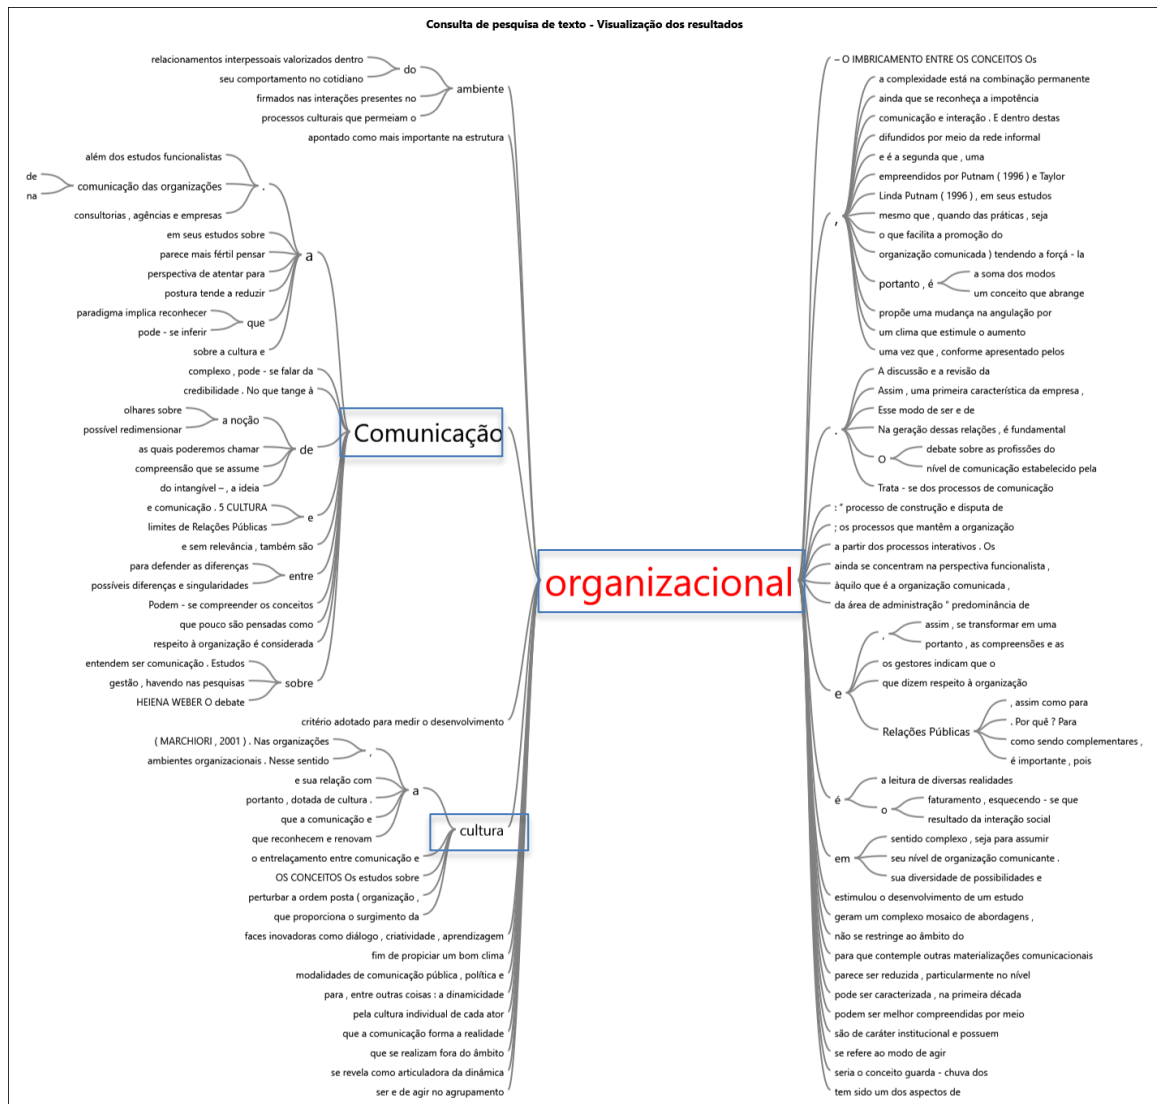 Consulta de pesquisa de texto - Visualização dos resultados
relacionamentos interpessoais valorizados dentro
seu comportamento no cotidiano
do
firmados nas interações presentes no
processos culturais que permeiam o
ambiente
apontado como mais importante na estrutura
além dos estudos funcionalistas
de
na
comunicação das organizações
consultorias , agências e empresas
.
em seus estudos sobre
parece mais fértil pensar
perspectiva de atentar para
postura tende a reduzir
paradigma implica reconhecer
pode - se inferir
que
sobre a cultura e
a
complexo , pode - se falar da
credibilidade . No que tange à
olhares sobre
possível redimensionar
a noção
as quais poderemos chamar
compreensão que se assume
do intangível – , a ideia
de
e comunicação . 5 CULTURA
limites de Relações Públicas
e
e sem relevância , também são
para defender as diferenças
possíveis diferenças e singularidades
entre
Podem - se compreender os conceitos
que pouco são pensadas como
respeito à organização é considerada
entendem ser comunicação . Estudos
gestão , havendo nas pesquisas
HEIENA WEBER O debate
sobre
Comunicação
critério adotado para medir o desenvolvimento
( MARCHIORI , 2001 ) . Nas organizações
ambientes organizacionais . Nesse sentido
,
e sua relação com
portanto , dotada de cultura .
que a comunicação e
que reconhecem e renovam
a
o entrelaçamento entre comunicação e
OS CONCEITOS Os estudos sobre
perturbar a ordem posta ( organização ,
que proporciona o surgimento da
cultura
faces inovadoras como diálogo , criatividade , aprendizagem
fim de propiciar um bom clima
modalidades de comunicação pública , política e
para , entre outras coisas : a dinamicidade
pela cultura individual de cada ator
que a comunicação forma a realidade
que se realizam fora do âmbito
se revela como articuladora da dinâmica
ser e de agir no agrupamento
organizacional
– O IMBRICAMENTO ENTRE OS CONCEITOS Os
,
a complexidade está na combinação permanente
ainda que se reconheça a impotência
comunicação e interação . E dentro destas
difundidos por meio da rede informal
e é a segunda que , uma
empreendidos por Putnam ( 1996 ) e Taylor
Linda Putnam ( 1996 ) , em seus estudos
mesmo que , quando das práticas , seja
o que facilita a promoção do
organização comunicada ) tendendo a forçá - la
portanto , é
a soma dos modos
um conceito que abrange
propõe uma mudança na angulação por
um clima que estimule o aumento
uma vez que , conforme apresentado pelos
.
A discussão e a revisão da
Assim , uma primeira característica da empresa ,
Esse modo de ser e de
Na geração dessas relações , é fundamental
O
debate sobre as profissões do
nível de comunicação estabelecido pela
Trata - se dos processos de comunicação
: " processo de construção e disputa de
; os processos que mantêm a organização
a partir dos processos interativos . Os
ainda se concentram na perspectiva funcionalista ,
àquilo que é a organização comunicada ,
da área de administração " predominância de
e
,
assim , se transformar em uma
portanto , as compreensões e as
os gestores indicam que o
que dizem respeito à organização
Relações Públicas
, assim como para
. Por quê ? Para
como sendo complementares ,
é importante , pois
é
a leitura de diversas realidades
o
faturamento , esquecendo - se que
resultado da interação social
em
sentido complexo , seja para assumir
seu nível de organização comunicante .
sua diversidade de possibilidades e
estimulou o desenvolvimento de um estudo
geram um complexo mosaico de abordagens ,
não se restringe ao âmbito do
para que contemple outras materializações comunicacionais
parece ser reduzida , particularmente no nível
pode ser caracterizada , na primeira década
podem ser melhor compreendidas por meio
são de caráter institucional e possuem
se refere ao modo de agir
seria o conceito guarda - chuva dos
tem sido um dos aspectos de